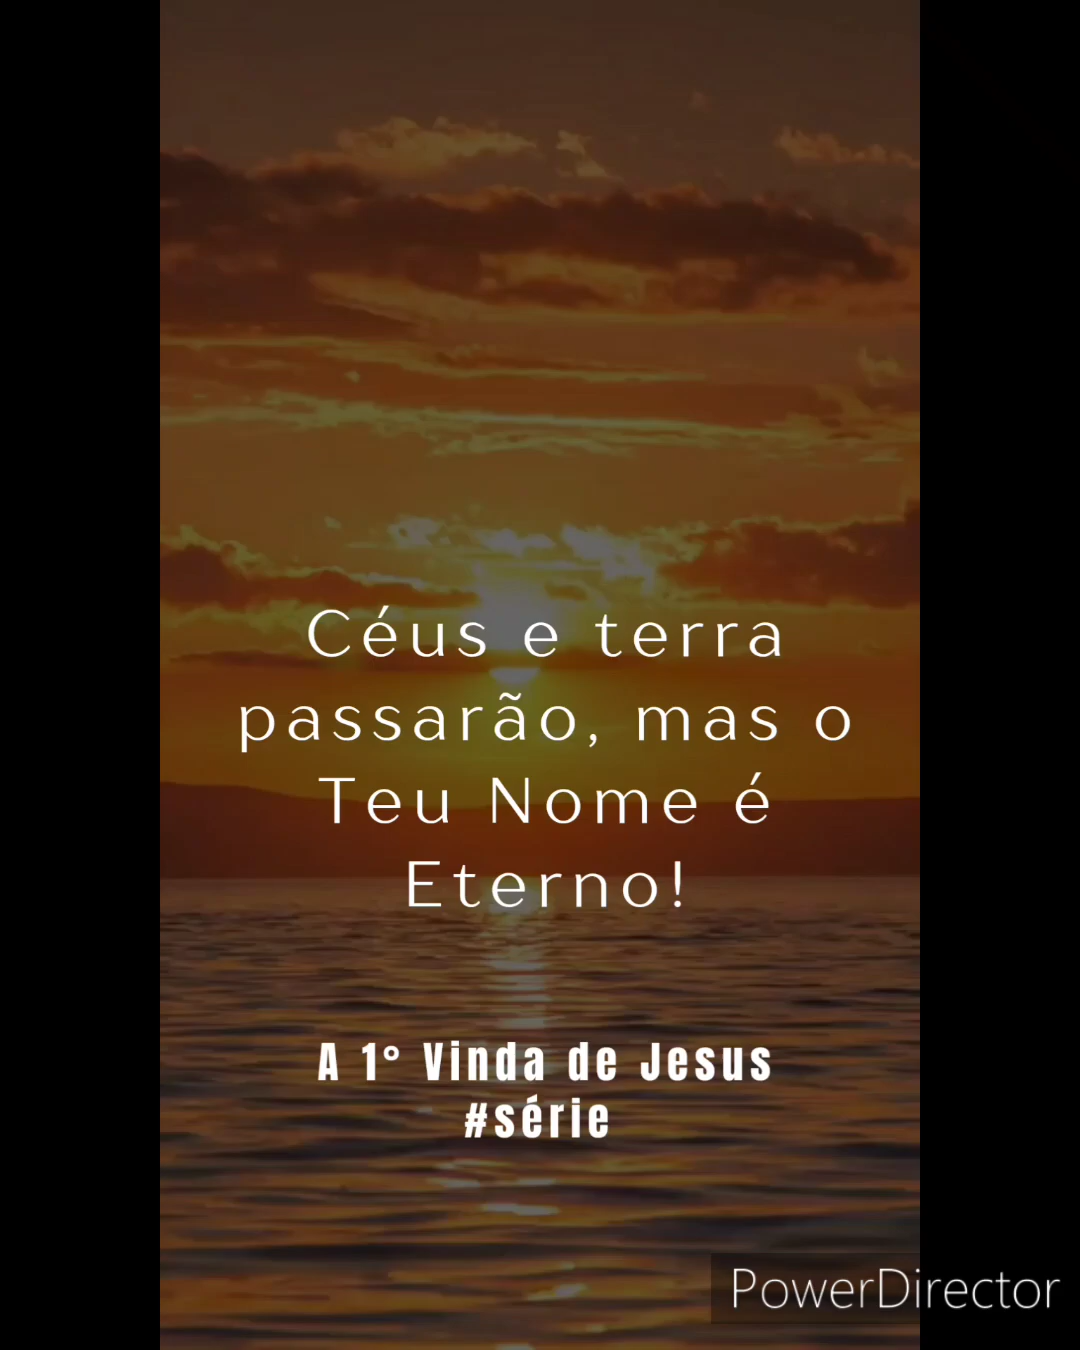 Céus e terra
passarão, mas o
Teu Nome é
Eterno!
A 1° Vinda de Jesus
#série
PowerDirector